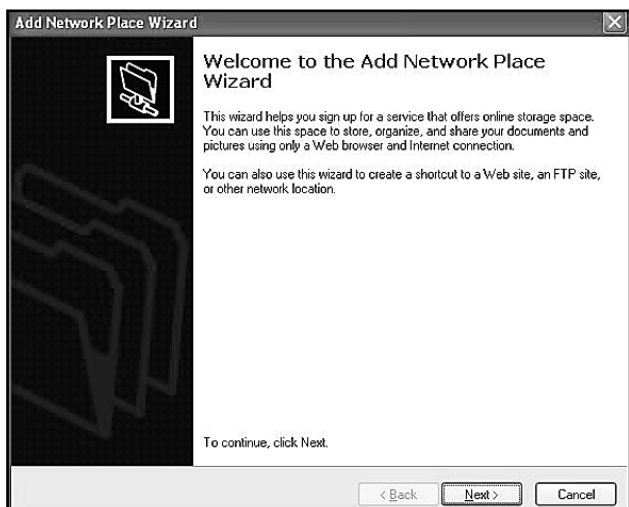 Add Network Place Wizard
Welcome to the Add Network Place
Wizard
This wizard helps you sign up for a service that offers online storage space.
You can use this space to store, organize, and share your documents and
pictures using only a Web browser and Internet connection.
You can also use this wizard to create a shortcut to a Web site, an FTP site,
or other network location.
To continue, click Next.
< Back
Next >
Cancel